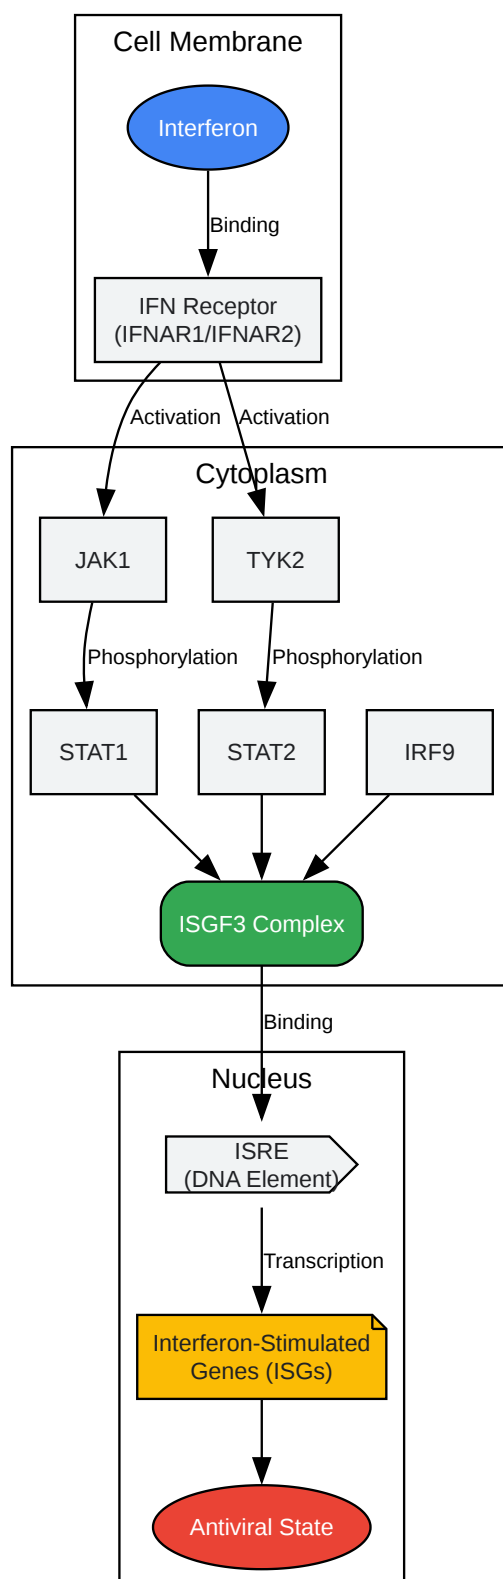 Cell Membrane
Interferon
Binding
IFN Receptor
(IFNAR1/IFNAR2)
Activation
Activation
Cytoplasm
JAK1
TYK2
Phosphorylation
Phosphorylation
STAT1
STAT2
IRF9
ISGF3 Complex
Binding
Nucleus
ISRE
(DNA Element)
Transcription
Interferon-Stimulated
Genes (ISGs)
Antiviral State